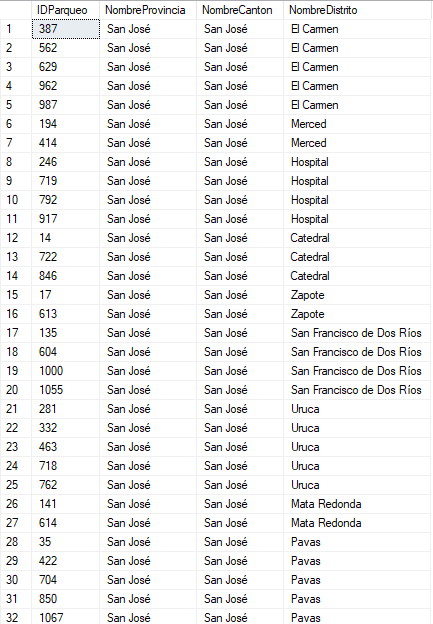 IDParqueo NombreProvincia NombreCanton NombreDistrito
1 387 San José San José El Carmen
2 562 San José San José El Carmen
3 629 San José San José El Carmen
4 962 San José San José El Carmen
5 987 San José San José El Carmen
6 194 San José San José Merced
7 414 San José San José Merced
8 246 San José San José Hospital
9 719 San José San José Hospital
10 792 San José San José Hospital
11 917 San José San José Hospital
12 14 San José San José Catedral
13 722 San José San José Catedral
14 846 San José San José Catedral
15 17 San José San José Zapote
16 613 San José San José Zapote
17 135 San José San José San Francisco de Dos Ríos
18 604 San José San José San Francisco de Dos Ríos
19 1000 San José San José San Francisco de Dos Ríos
20 1055 San José San José San Francisco de Dos Ríos
21 281 San José San José Uruca
22 332 San José San José Uruca
23 463 San José San José Uruca
24 718 San José San José Uruca
25 762 San José San José Uruca
26 141 San José San José Mata Redonda
27 614 San José San José Mata Redonda
28 35 San José San José Pavas
29 422 San José San José Pavas
30 704 San José San José Pavas
31 850 San José San José Pavas
32 1067 San José San José Pavas